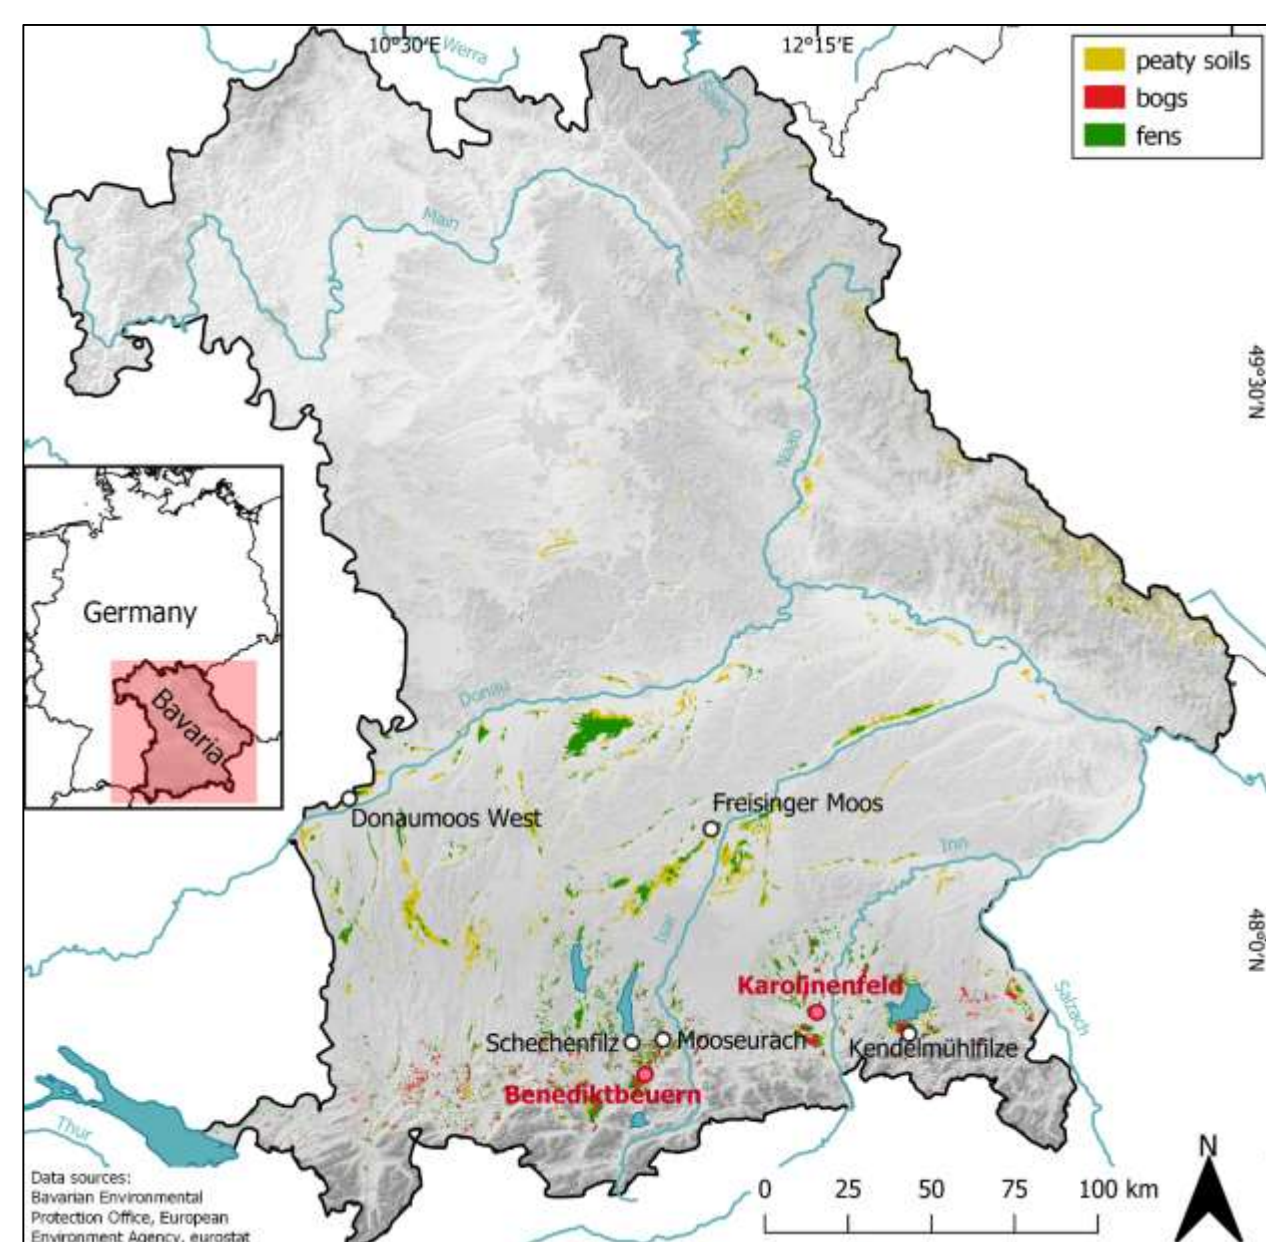 10°30′E
12°15′E
Werra
Saale
peaty soils
bogs
fens
Main
49°30′N
Naab
Germany
Bavaria
Donau
Donaumoos West
Freisinger Moos
Inn
Isar
48°0′N
Karolinenfeld
Salzach
Schechenfilz
Mooseurach
Kendelmühlfilze
Benediktbeuern
Thur
N
Data sources:
Bavarian Environmental
Protection Office, European
Environment Agency, eurostat
0 25 50 75 100 km